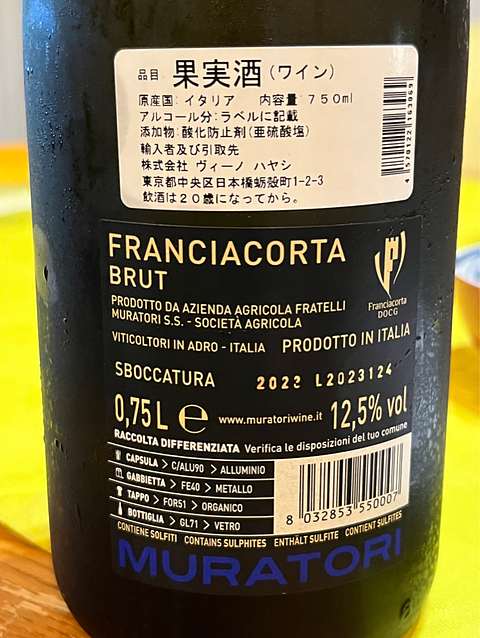 品目 果実酒(ワイン)
原産国:イタリア 内容量:750ml
アルコール分:ラベルに記載
添加物:酸化防止剤(亜硫酸塩)
輸入者及び引取先
株式会社 ヴィーノ ハヤシ
東京都中央区日本橋蛎殻町1-2-3
飲酒は20歳になってから。
4570122163069
FRANCIACORTA
BRUT
Franciacorta
DOCG
PRODOTTO DA AZIENDA AGRICOLA FRATELLI
MURATORI S.S. - SOCIETÀ AGRICOLA
VITICOLTORI IN ADRO - ITALIA PRODOTTO IN ITALIA
SBOCCATURA 2023 L2023124
0,75L e www.muratoriwine.it 12,5% vol
RACCOLTA DIFFERENZIATA Verifica le disposizioni del tuo comune
CAPSULA > C/ALU90 > ALLUMINIO
GABBIETTA > FE40 > METALLO
TAPPO > FOR51 > ORGANICO
BOTTIGLIA > GL71 > VETRO
8 032853 550007
CONTIENE SOLFITI CONTAINS SULPHITES ENTHÄLT SULFITE CONTIENT SULFITES
MURATORI